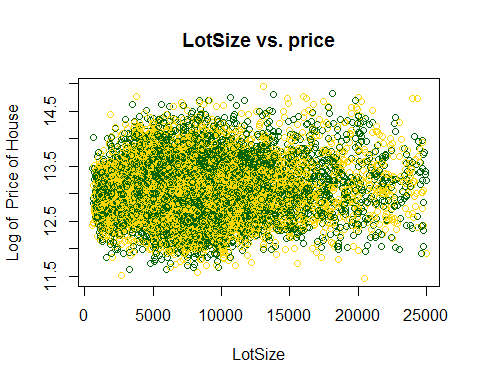 LotSize vs. price
Log of  Price of House
14.5
13.5
12.5
11.5
0 5000 10000 15000 20000 25000
LotSize